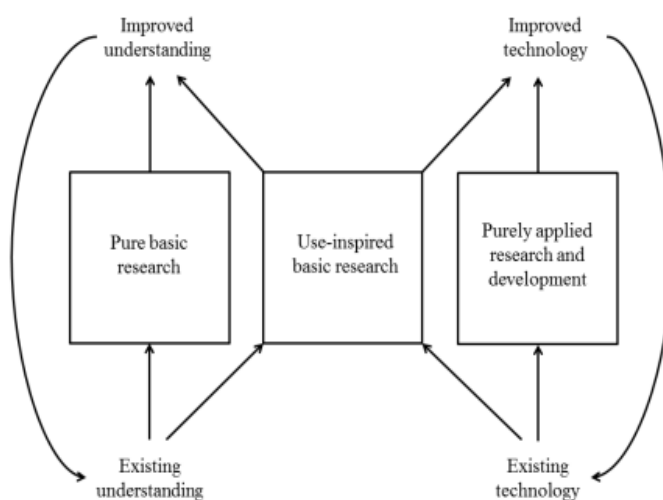 Improved
understanding
Improved
technology
Pure basic
research
Use-inspired
basic research
Purely applied
research and
development
Existing
understanding
Existing
technology